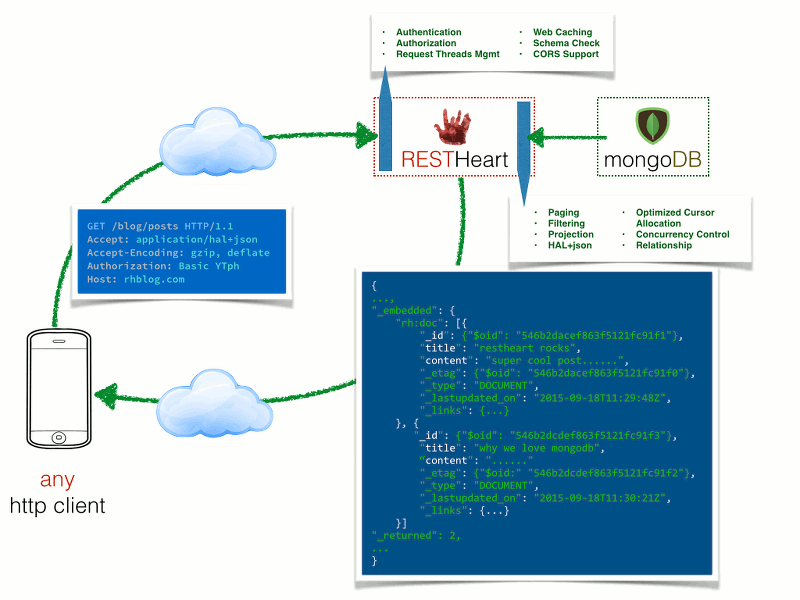 • Authentication
• Authorization
• Request Threads Mgmt
• Web Caching
• Schema Check
• CORS Support
RESTHeart
mongoDB
• Paging
• Filtering
• Projection
• HAL+json
• Optimized Cursor
Allocation
• Concurrency Control
• Relationship
GET /blog/posts HTTP/1.1
Accept: application/hal+json
Accept-Encoding: gzip, deflate
Authorization: Basic YTph
Host: rhblog.com
any
http client
{
...,
"_embedded": {
"rh:doc": [{
"_id": {"$oid": "546b2dacef863f5121fc91f1"},
"title": "restheart rocks",
"content": "super cool post......",
"_etag": {"$oid": "546b2dacef863f5121fc91f0"},
"_type": "DOCUMENT",
"_lastupdated_on": "2015-09-18T11:29:48Z",
"_links": {...}
}, {
"_id": {"$oid": "546b2dcdef863f5121fc91f3"},
"title": "why we love mongodb",
"content": "......"
"_etag": {"$oid:" "546b2dcdef863f5121fc91f2"},
"_type": "DOCUMENT",
"_lastupdated_on": "2015-09-18T11:30:21Z",
"_links": {...}
}]
"_returned": 2,
...
}